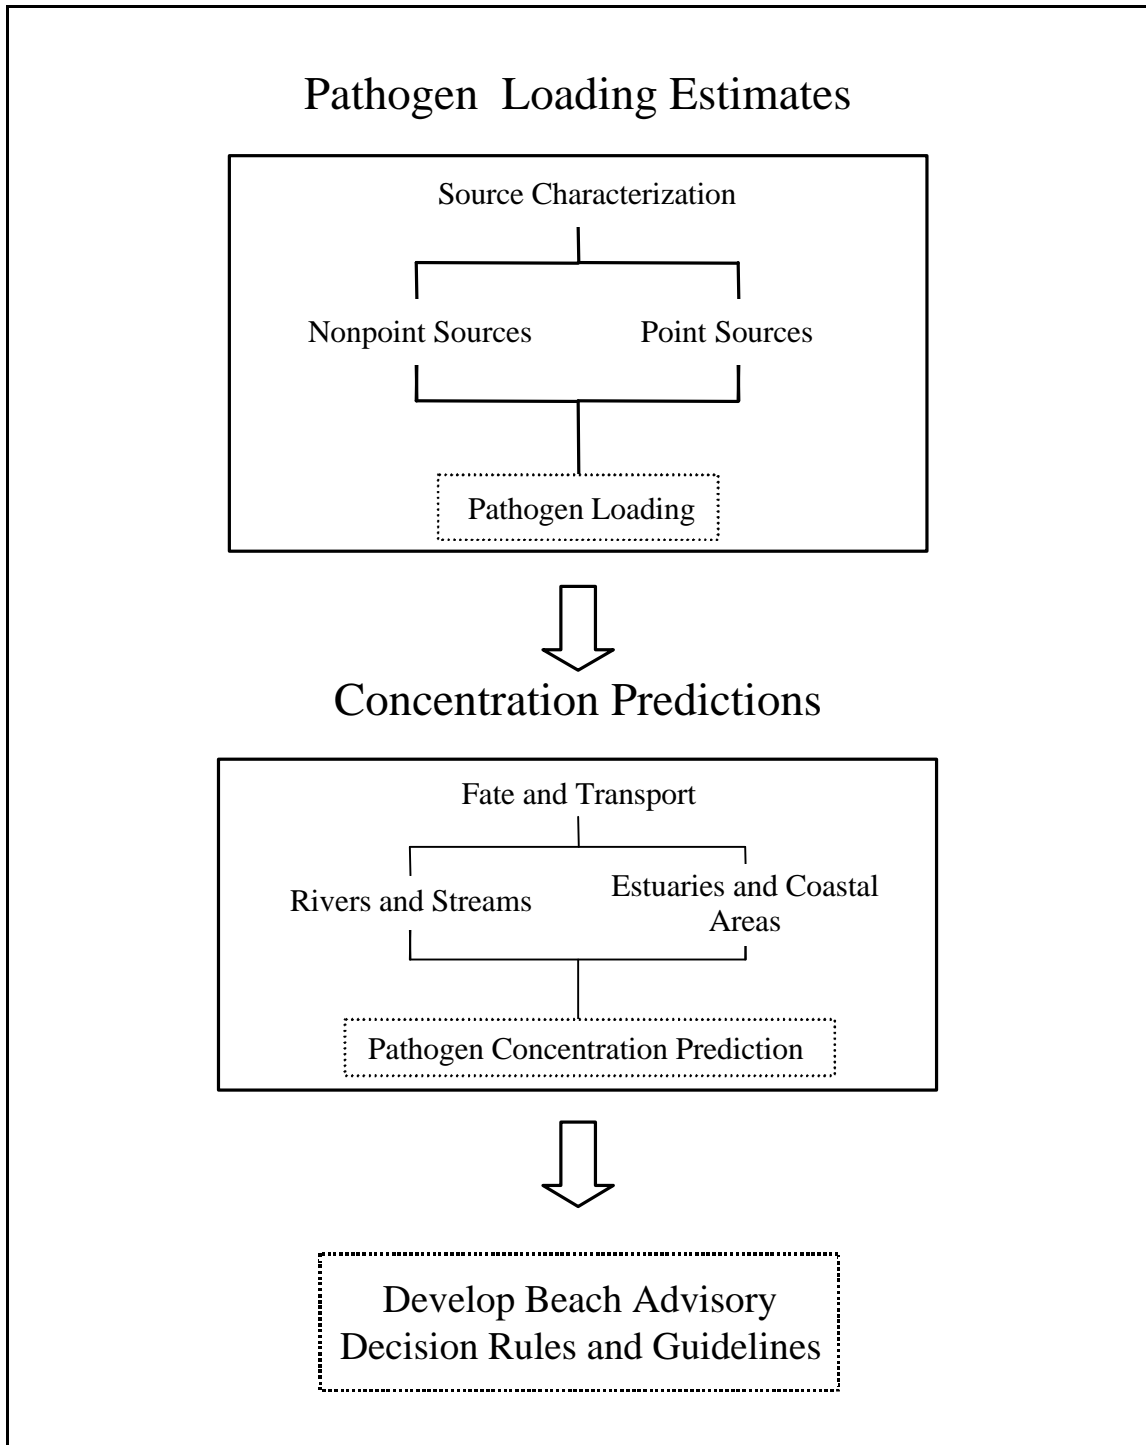 Pathogen Loading Estimates
Source Characterization
Nonpoint Sources
Point Sources
Pathogen Loading
Concentration Predictions
Fate and Transport
Rivers and Streams
Estuaries and Coastal
Areas
Pathogen Concentration Prediction
Develop Beach Advisory
Decision Rules and Guidelines